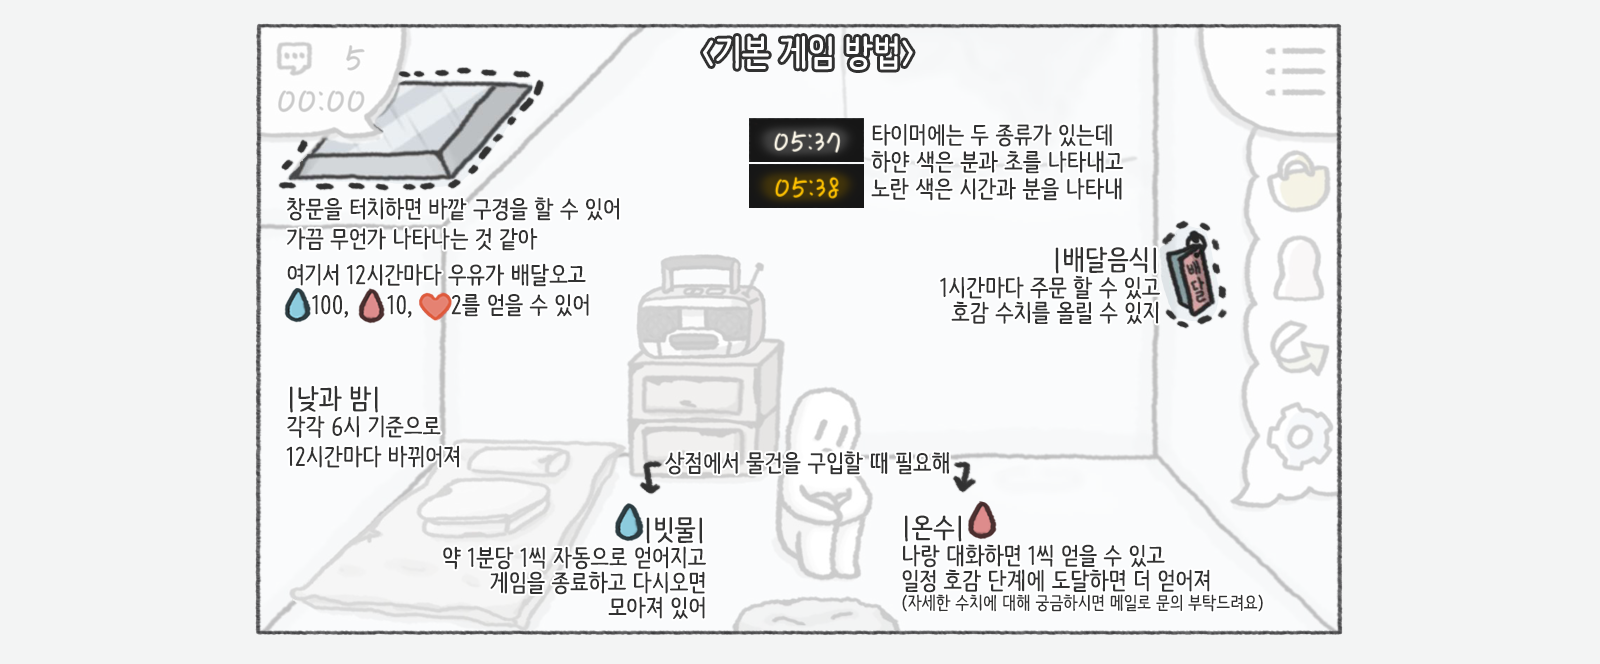 <기본 게임 방법>
5
00:00
05:37
타이머에는 두 종류가 있는데
하얀 색은 분과 초를 나타내고
05:38
노란 색은 시간과 분을 나타내
창문을 터치하면 바깥 구경을 할 수 있어
가끔 무언가 나타나는 것 같아
여기서 12시간마다 우유가 배달오고
100, 10, 2를 얻을 수 있어
|배달음식|
1시간마다 주문 할 수 있고
호감 수치를 올릴 수 있지
배달
|낮과 밤|
각각 6시 기준으로
12시간마다 바뀌어져
상점에서 물건을 구입할 때 필요해
|빗물|
약 1분당 1씩 자동으로 얻어지고
게임을 종료하고 다시오면
모아져 있어
|온수|
나랑 대화하면 1씩 얻을 수 있고
일정 호감 단계에 도달하면 더 얻어져
(자세한 수치에 대해 궁금하시면 메일로 문의 부탁드려요)